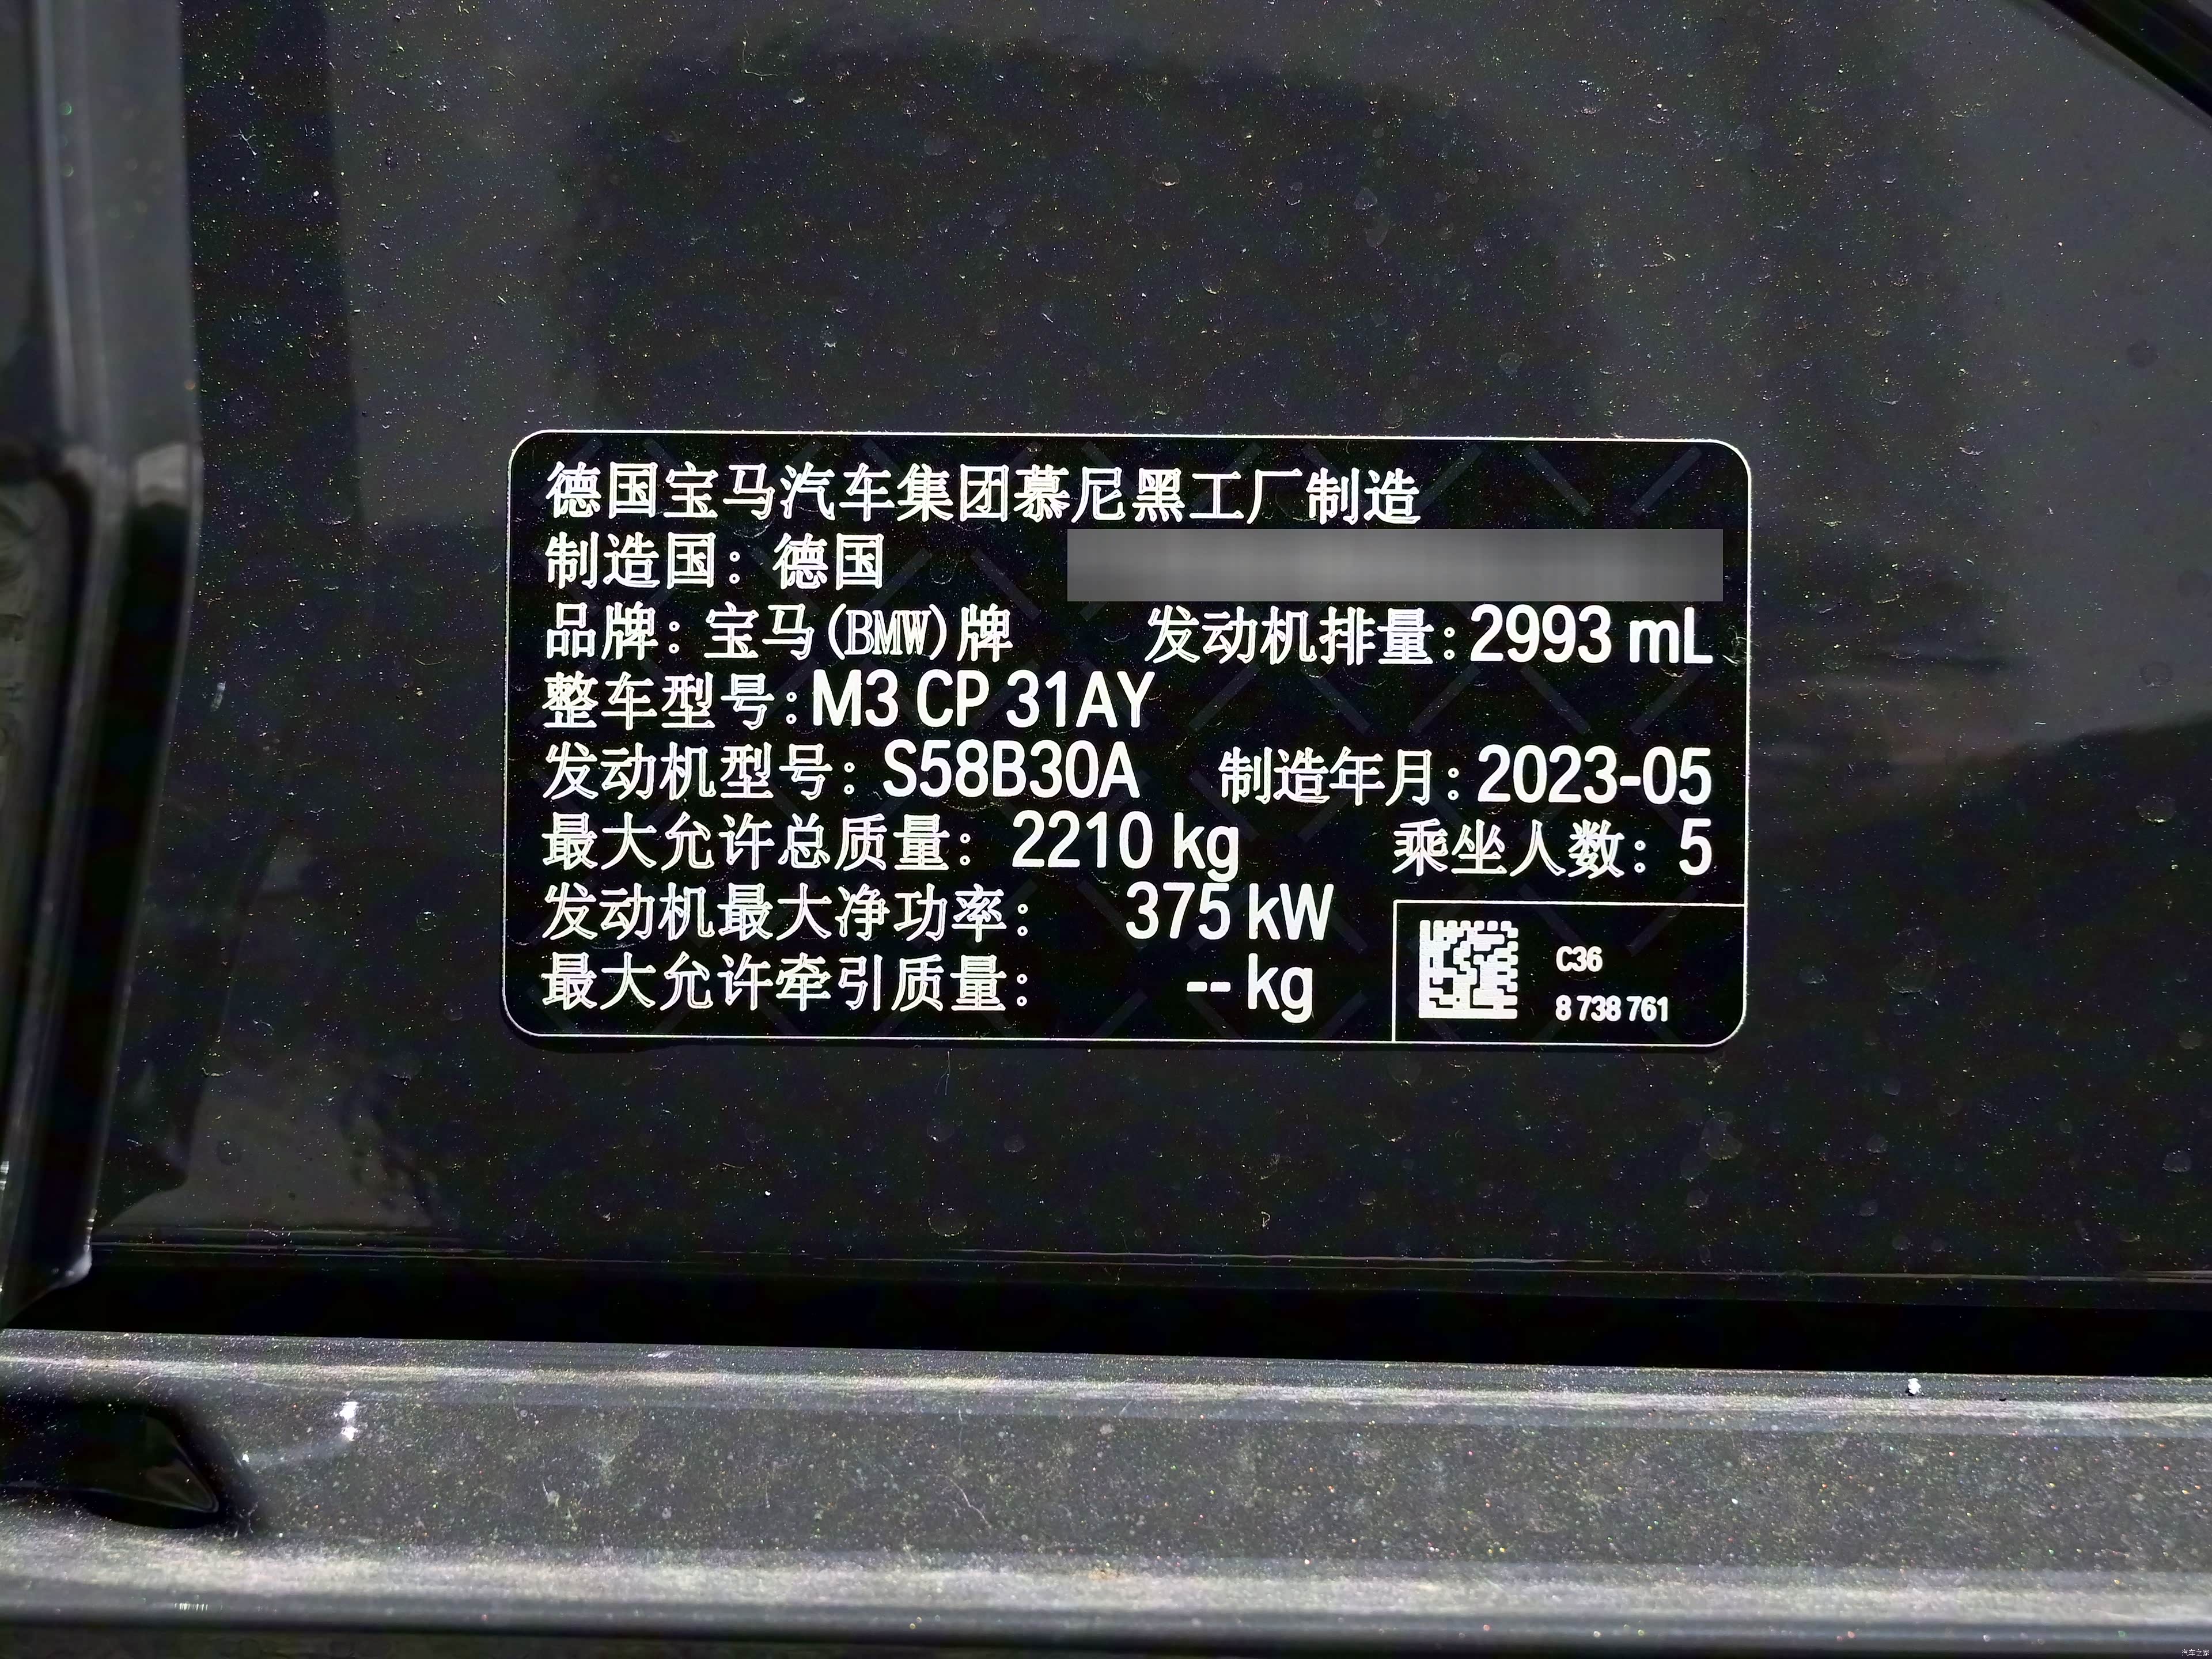 德国宝马汽车集团慕尼黑工厂制造
制造国：德国
品牌：宝马(BMW)牌 发动机排量：2993 mL
整车型号：M3 CP 31AY
发动机型号：S58B30A 制造年月：2023-05
最大允许总质量：2210 kg 乘坐人数：5
发动机最大净功率：375 kW
最大允许牵引质量：-- kg
C36
8 738 761
汽车之家